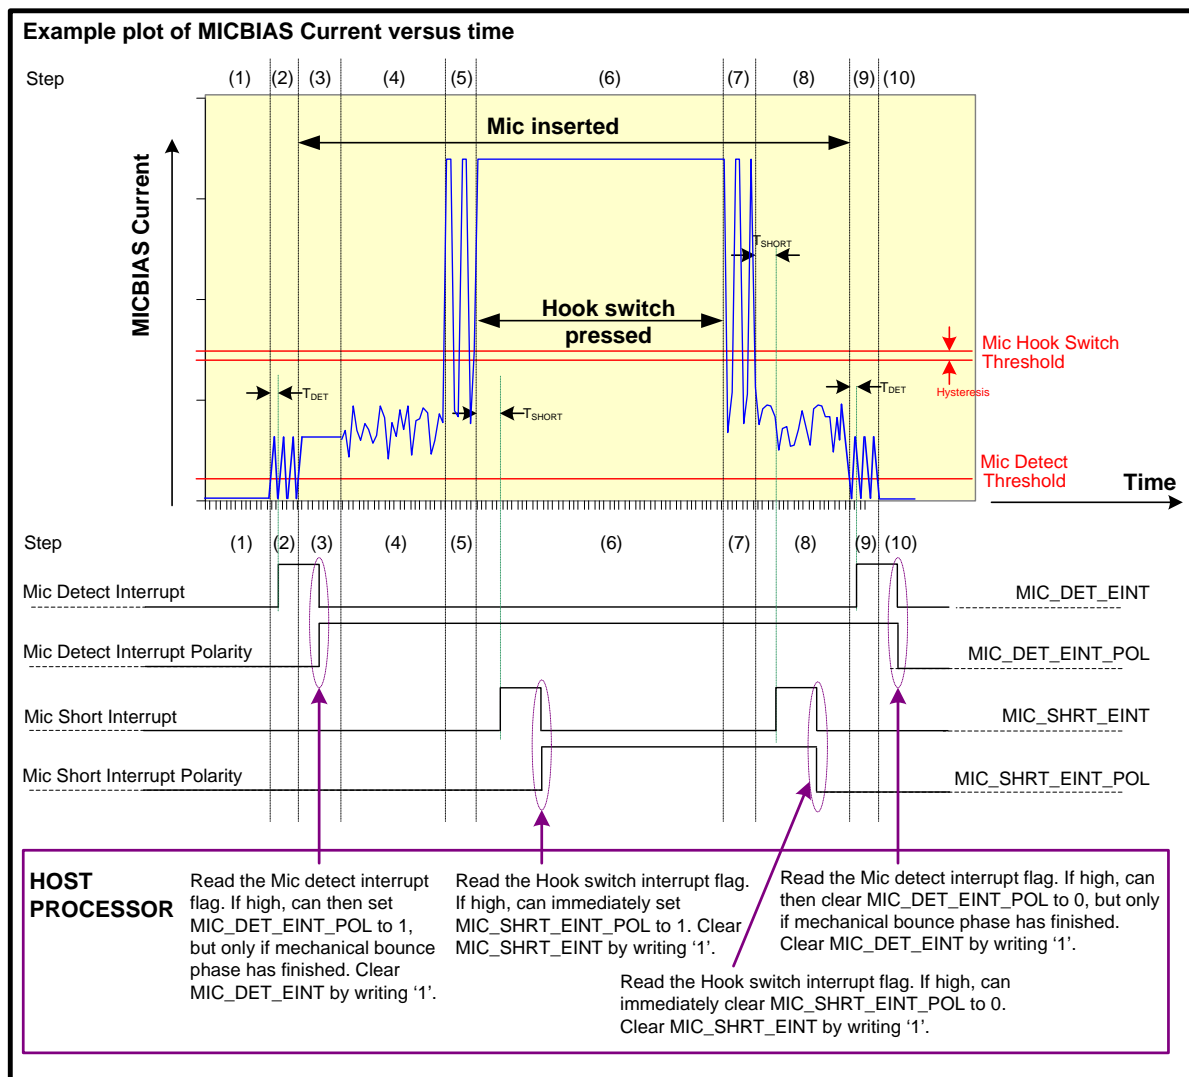 Example plot of MICBIAS Current versus time
Step
(1) (2) (3) (4) (5) (6) (7) (8) (9) (10)
Mic inserted
MICBIAS Current
TSHORT
Hook switch
pressed
Mic Hook Switch
Threshold
Hysteresis
TDET
TSHORT
TDET
Mic Detect
Threshold
Time
Step
(1) (2) (3) (4) (5) (6) (7) (8) (9) (10)
Mic Detect Interrupt
MIC_DET_EINT
Mic Detect Interrupt Polarity
MIC_DET_EINT_POL
Mic Short Interrupt
MIC_SHRT_EINT
Mic Short Interrupt Polarity
MIC_SHRT_EINT_POL
HOST
PROCESSOR
Read the Mic detect interrupt
flag. If high, can then set
MIC_DET_EINT_POL to 1,
but only if mechanical bounce
phase has finished. Clear
MIC_DET_EINT by writing ‘1’.
Read the Hook switch interrupt flag.
If high, can immediately set
MIC_SHRT_EINT_POL to 1. Clear
MIC_SHRT_EINT by writing ‘1’.
Read the Mic detect interrupt flag. If high, can
then clear MIC_DET_EINT_POL to 0, but only
if mechanical bounce phase has finished.
Clear MIC_DET_EINT by writing ‘1’.
Read the Hook switch interrupt flag. If high, can
immediately clear MIC_SHRT_EINT_POL to 0.
Clear MIC_SHRT_EINT by writing ‘1’.